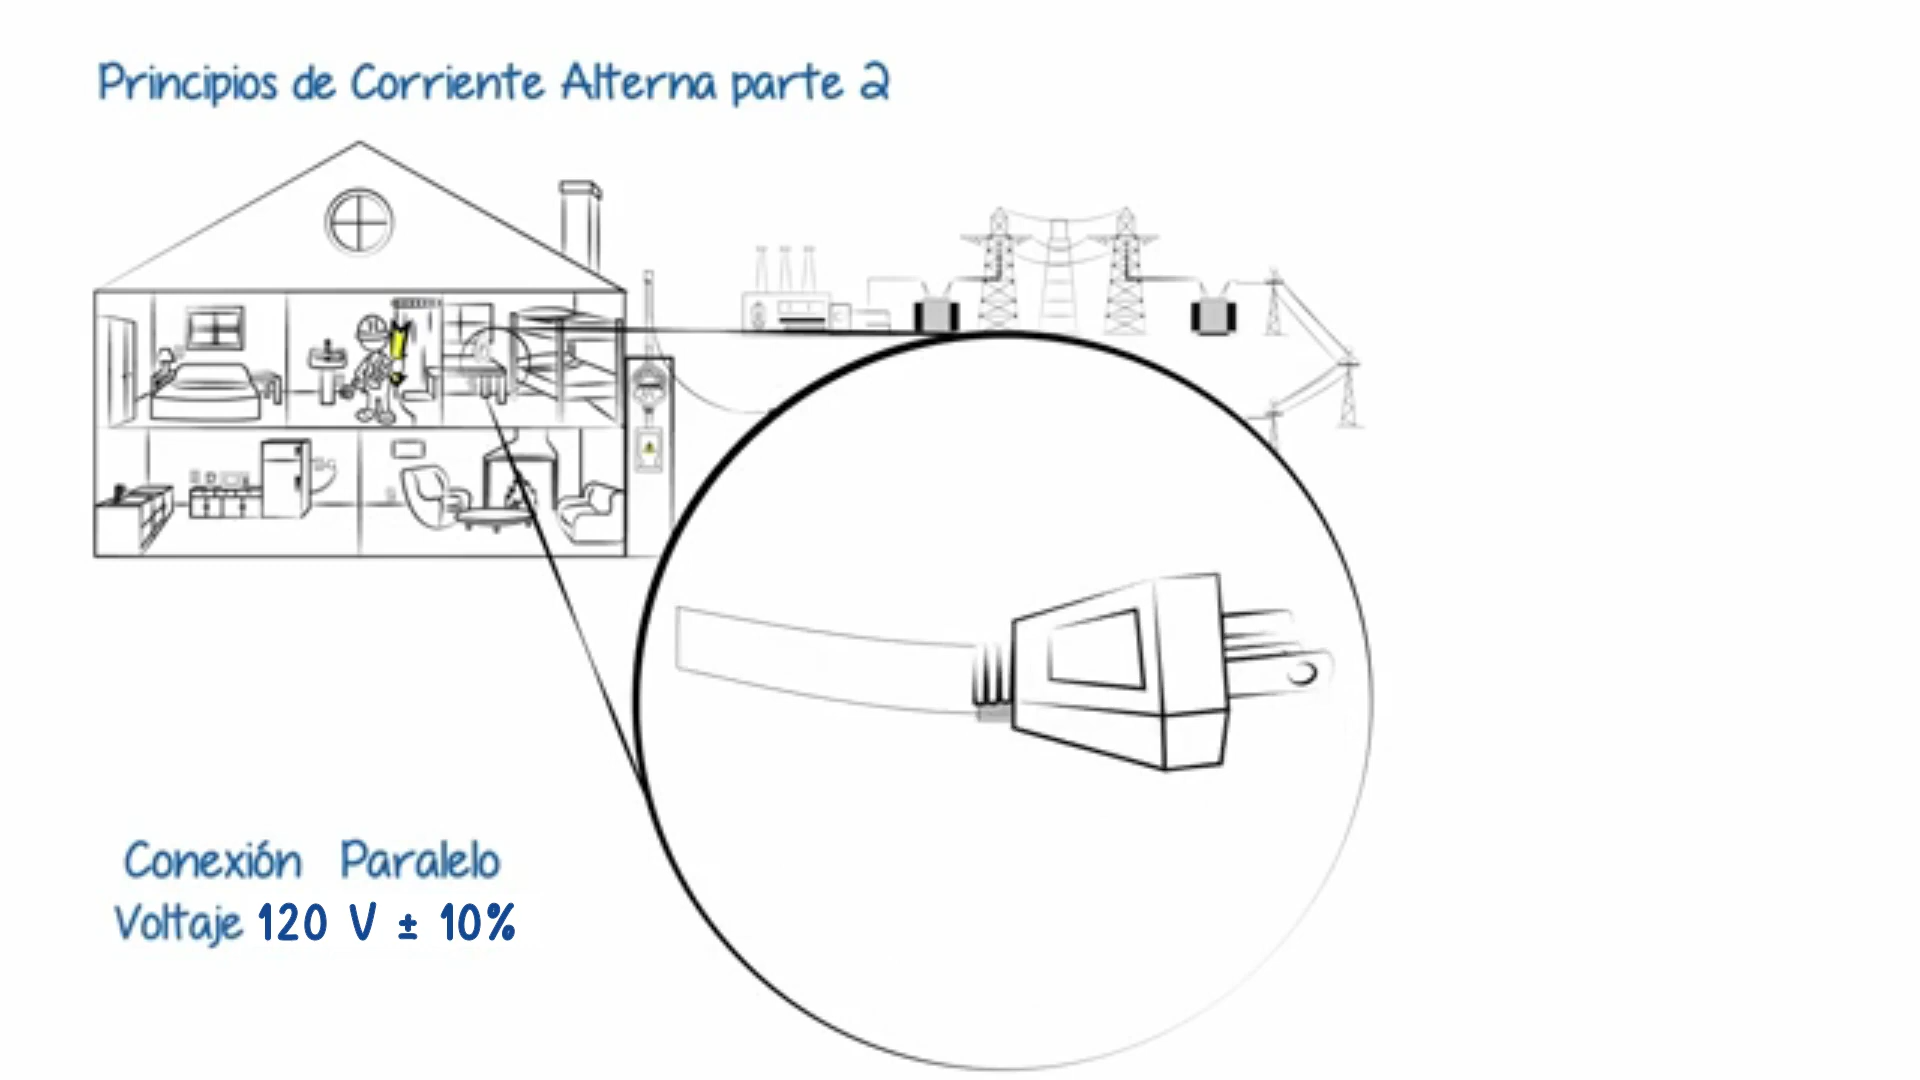 Principios de Corriente Alterna parte 2
Conexión Paralelo
Voltaje 120 V ± 10%